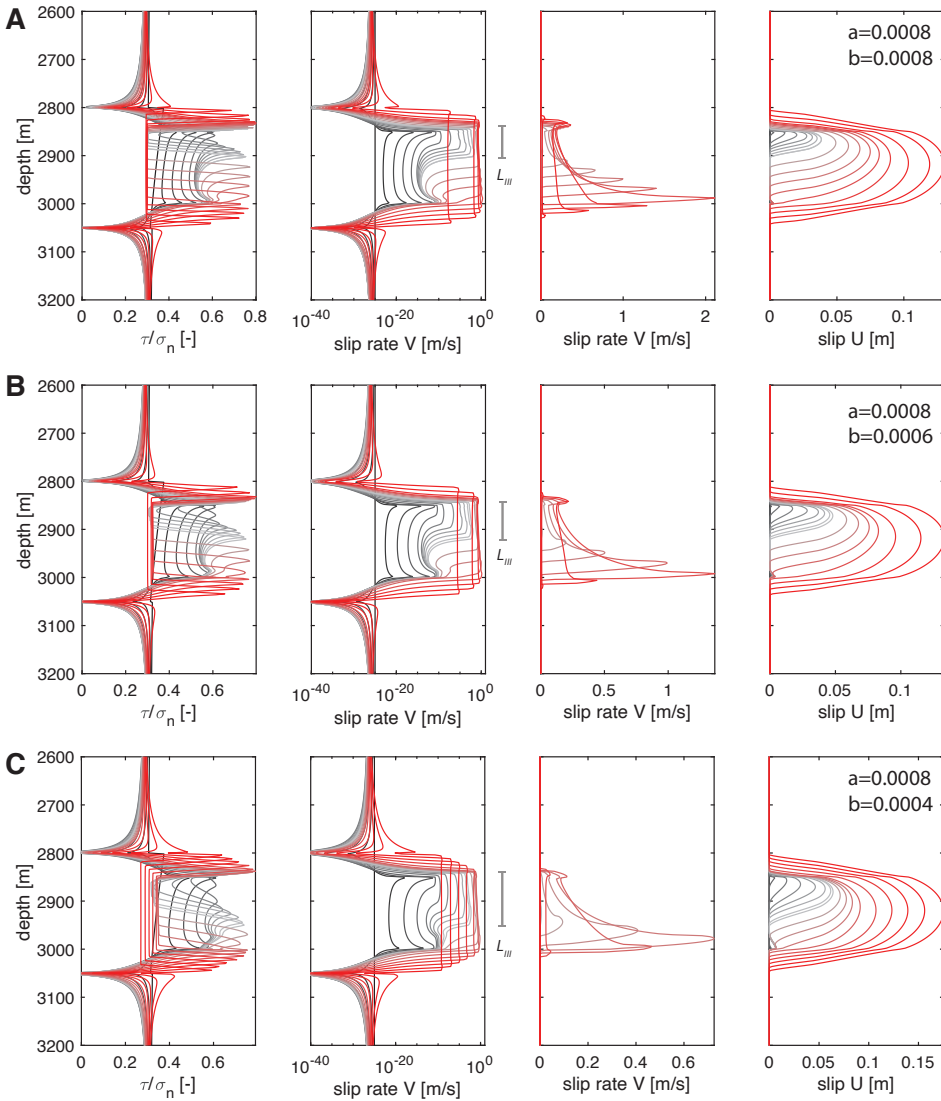 A
a=0.0008
b=0.0008
2600
2700
2800
2900
3000
3100
3200
depth [m]
L_III
0 0.2 0.4 0.6 0.8
10^-40 10^-20 10^0
0 1 2
0 0.05 0.1
τ/σ_n [-]
slip rate V [m/s]
slip rate V [m/s]
slip U [m]
B
a=0.0008
b=0.0006
2600
2700
2800
2900
3000
3100
3200
depth [m]
L_III
0 0.2 0.4 0.6
10^-40 10^-20 10^0
0 0.5 1
0 0.05 0.1
τ/σ_n [-]
slip rate V [m/s]
slip rate V [m/s]
slip U [m]
C
a=0.0008
b=0.0004
2600
2700
2800
2900
3000
3100
3200
depth [m]
L_III
0 0.2 0.4 0.6
10^-40 10^-20 10^0
0 0.2 0.4 0.6
0 0.05 0.1 0.15
τ/σ_n [-]
slip rate V [m/s]
slip rate V [m/s]
slip U [m]